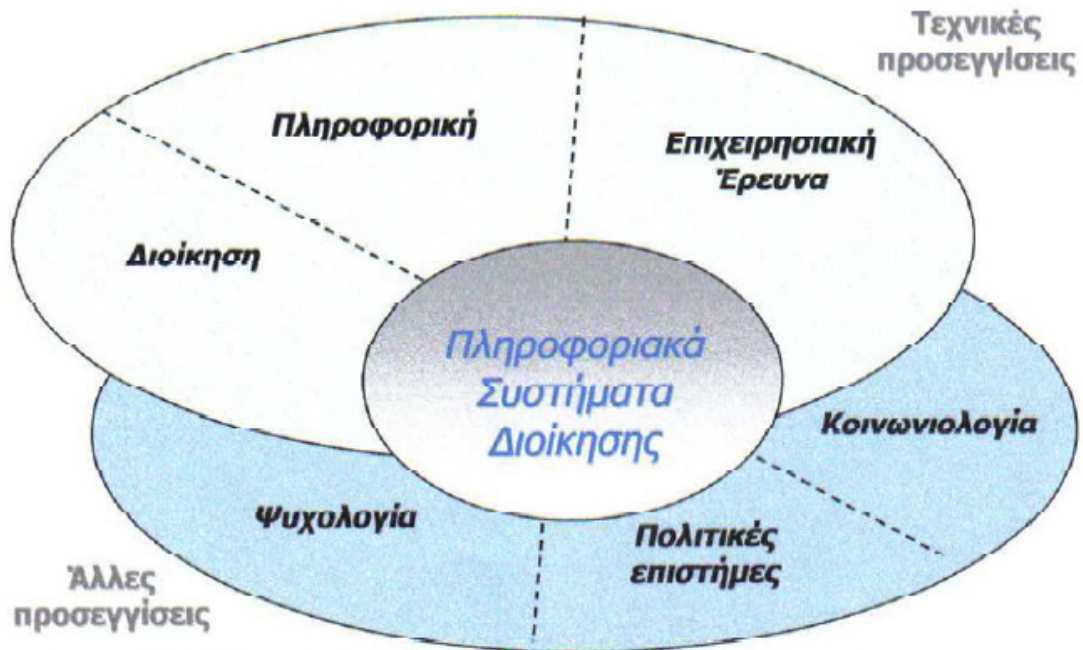 Τεχνικές
προσεγγίσεις
Πληροφορική
Επιχειρησιακή
Έρευνα
Διοίκηση
Πληροφοριακά
Συστήματα
Διοίκησης
Κοινωνιολογία
Ψυχολογία
Πολιτικές
επιστήμες
Άλλες
προσεγγίσεις